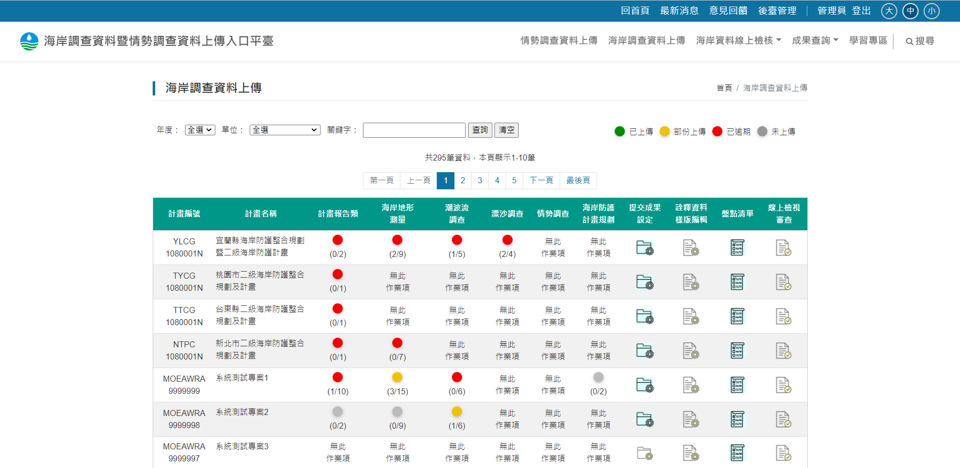 回首頁 最新消息 意見回饋 後臺管理 | 管理員 登出 大 中 小
海岸調查資料暨情勢調查資料上傳入口平臺
情勢調查資料上傳 海岸調查資料上傳 海岸資料線上檢核 成果查詢 學習專區 搜尋
海岸調查資料上傳
首頁 / 海岸調查資料上傳
年度： 全選 單位： 全選 關鍵字： 查詢 清空
已上傳 部份上傳 已逾期 未上傳
共295筆資料，本頁顯示1-10筆
第一頁 上一頁 1 2 3 4 5 下一頁 最後頁
計畫編號 計畫名稱 計畫報告類 海岸地形測量 潮波流調查 漂沙調查 情勢調查 海岸防護計畫規劃 提交成果設定 詮釋資料樣版編輯 盤點清單 線上檢視審查
YLCG 1080001N 宜蘭縣海岸防護整合規劃暨二級海岸防護計畫 (0/2) (2/9) (1/5) (2/4) 無此作業項 無此作業項
TYCG 1080001N 桃園市二級海岸防護整合規劃及計畫 (0/1) 無此作業項 無此作業項 無此作業項 無此作業項 無此作業項
TTCG 1080001N 台東縣二級海岸防護整合規劃及計畫 (0/1) 無此作業項 無此作業項 無此作業項 無此作業項 無此作業項
NTPC 1080001N 新北市二級海岸防護整合規劃及計畫 (0/1) (0/7) 無此作業項 無此作業項 無此作業項 無此作業項
MOEAWRA 9999999 系統測試專案1 (1/10) (3/15) (0/6) 無此作業項 無此作業項 (0/2)
MOEAWRA 9999998 系統測試專案2 (0/2) (0/9) (1/6) 無此作業項 無此作業項 無此作業項
MOEAWRA 9999997 系統測試專案3 無此作業項 無此作業項 無此作業項 無此作業項 無此作業項 無此作業項